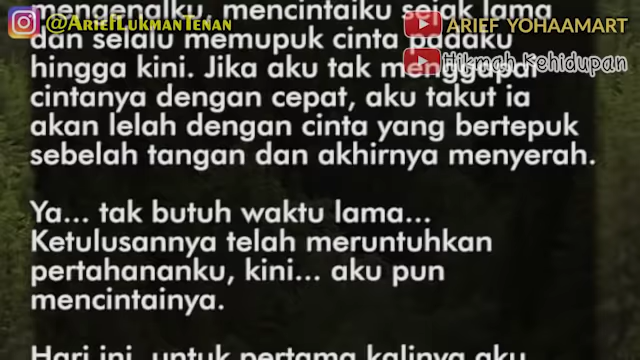 mengenalku, mencintaiku sejak lama
@AriefLukmanTenan
ARIEF YOHAAMART
dan selalu memupuk cinta padaku
Hikmah Kehidupan
hingga kini. Jika aku tak menggapai
cintanya dengan cepat, aku takut ia
akan lelah dengan cinta yang bertepuk
sebelah tangan dan akhirnya menyerah.
Ya... tak butuh waktu lama...
Ketulusannya telah meruntuhkan
pertahananku, kini... aku pun
mencintainya.
Hari ini, untuk pertama kalinya aku